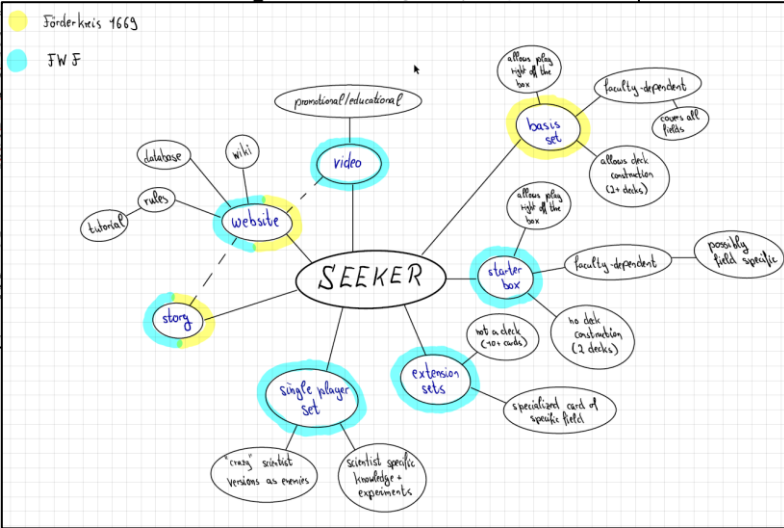 Förderkreis 1669
FWF
promotional/educational
video
database
wiki
rules
tutorial
website
story
SEEKER
allows play
right off the
box
basis
set
faculty-dependent
covers all
fields
allows deck
construction
(2+ decks)
allows play
right off the
box
starter
box
faculty-dependent
possibly
field specific
no deck
construction
(2 decks)
not a deck
(10+ cards)
extension
sets
specialized card of
specific field
single player
set
"crazy" scientist
versions as enemies
scientist specific
knowledge +
experiments